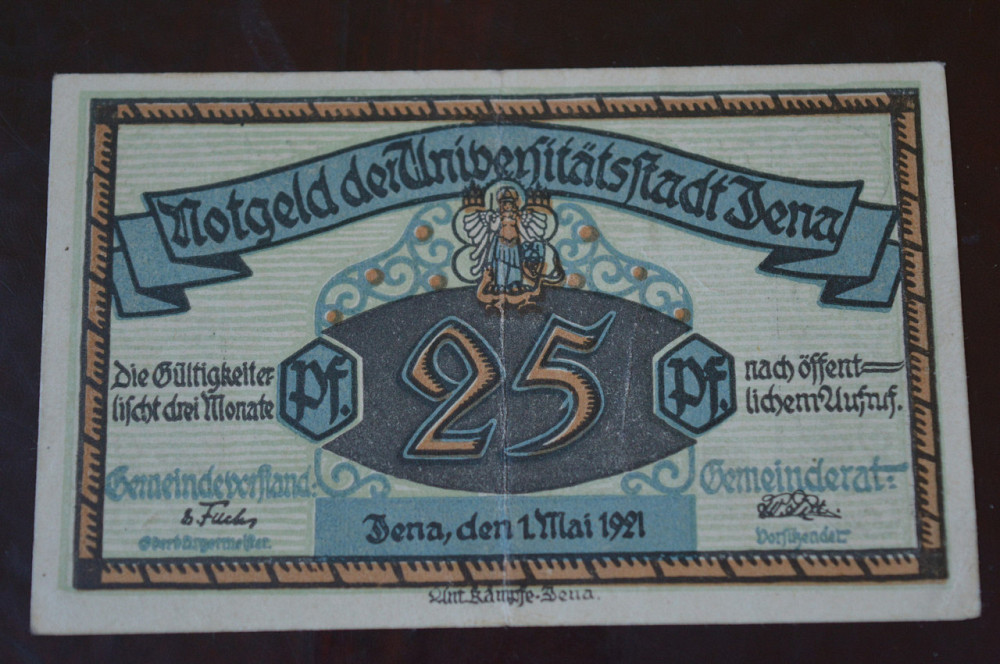 Notgeld der Universitätsstadt Jena
25
Pf.
Pf.
Die Gültigkeit er
lischt drei Monate
nach öffent=
lichem Aufruf.
Gemeindevorstand:
Gemeinderat:
Fuchs
Oberbürgermeister.
Vorsitzender
Jena, den 1. Mai 1921
Ant. Kämpfe-Jena.